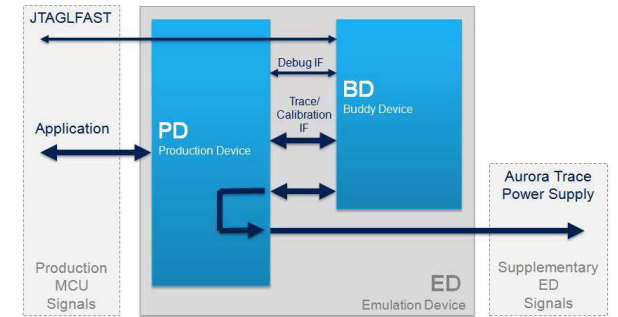 JTAGLFAST
Debug IF
BD
Buddy Device
Trace/
Calibration
IF
Application
PD
Production Device
Aurora Trace
Power Supply
Production
MCU
Signals
ED
Emulation Device
Supplementary
ED
Signals